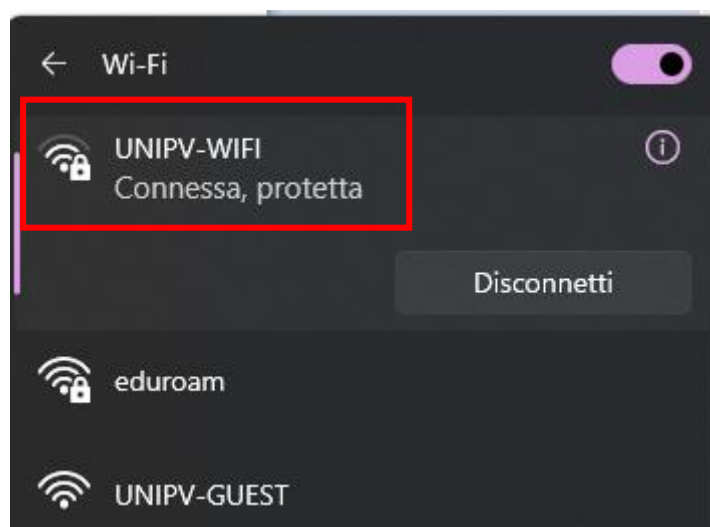 Wi-Fi
UNIPV-WIFI
Connessa, protetta
Disconnetti
eduroam
UNIPV-GUEST